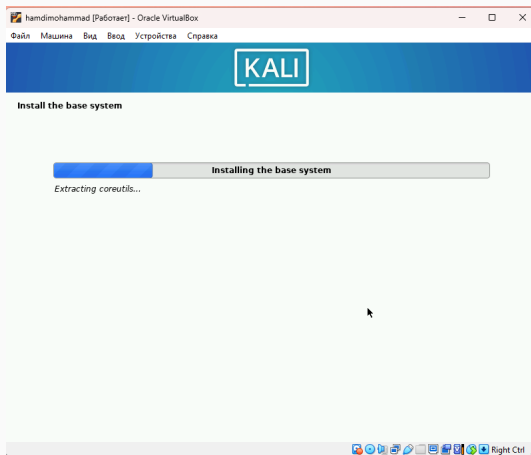 hamdimohammad [Работает] - Oracle VirtualBox
Файл Машина Вид Ввод Устройства Справка
KALI
Install the base system
Installing the base system
Extracting coreutils...
Right Ctrl